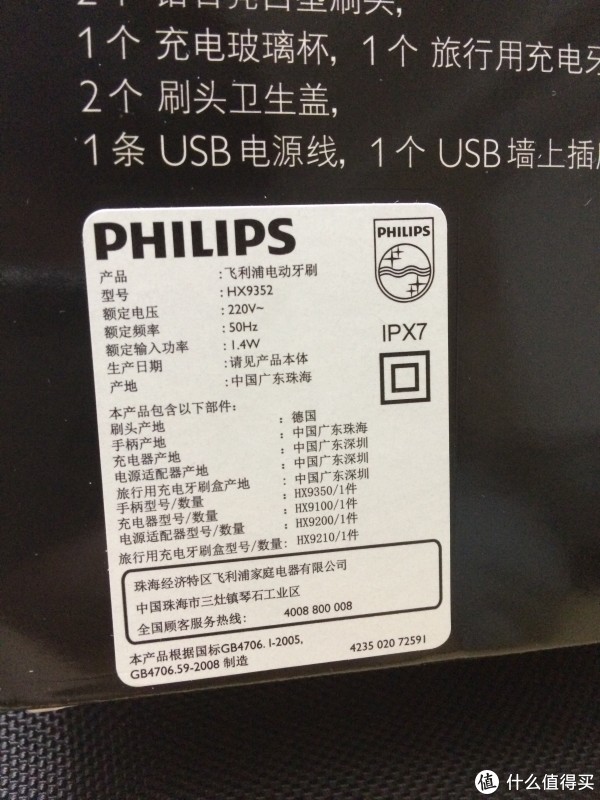 2个 钻石亮白型刷头,
1个 充电玻璃杯, 1个 旅行用充电牙
2个 刷头卫生盖,
1条 USB电源线, 1个 USB墙上插
PHILIPS
PHILIPS
产品 :飞利浦电动牙刷
型号 :HX9352
额定电压 :220V~
额定频率 :50Hz
额定输入功率 :1.4W
生产日期 :请见产品本体
产地 :中国广东珠海
IPX7
本产品包含以下部件:
刷头产地 :德国
手柄产地 :中国广东珠海
充电器产地 :中国广东深圳
电源适配器产地 :中国广东深圳
旅行用充电牙刷盒产地 :中国广东深圳
手柄型号/数量 :HX9350/1件
充电器型号/数量 :HX9100/1件
电源适配器型号/数量 :HX9200/1件
旅行用充电牙刷盒型号/数量:HX9210/1件
珠海经济特区飞利浦家庭电器有限公司
中国珠海市三灶镇琴石工业区
全国顾客服务热线: 4008 800 008
本产品根据国标GB4706.1-2005,
GB4706.59-2008 制造
4235 020 72591
值 什么值得买